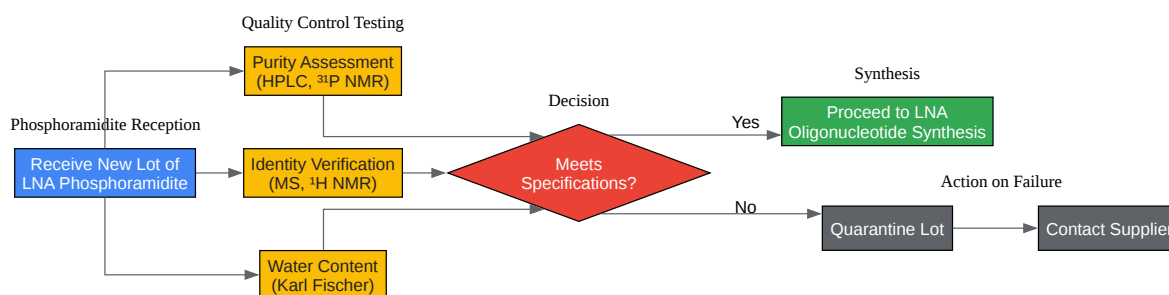 Quality Control Testing
Purity Assessment
(HPLC, ³¹P NMR)
Phosphoramidite Reception
Receive New Lot of
LNA Phosphoramidite
Identity Verification
(MS, ¹H NMR)
Water Content
(Karl Fischer)
Decision
Meets
Specifications?
Yes
No
Synthesis
Proceed to LNA
Oligonucleotide Synthesis
Action on Failure
Quarantine Lot
Contact Supplier